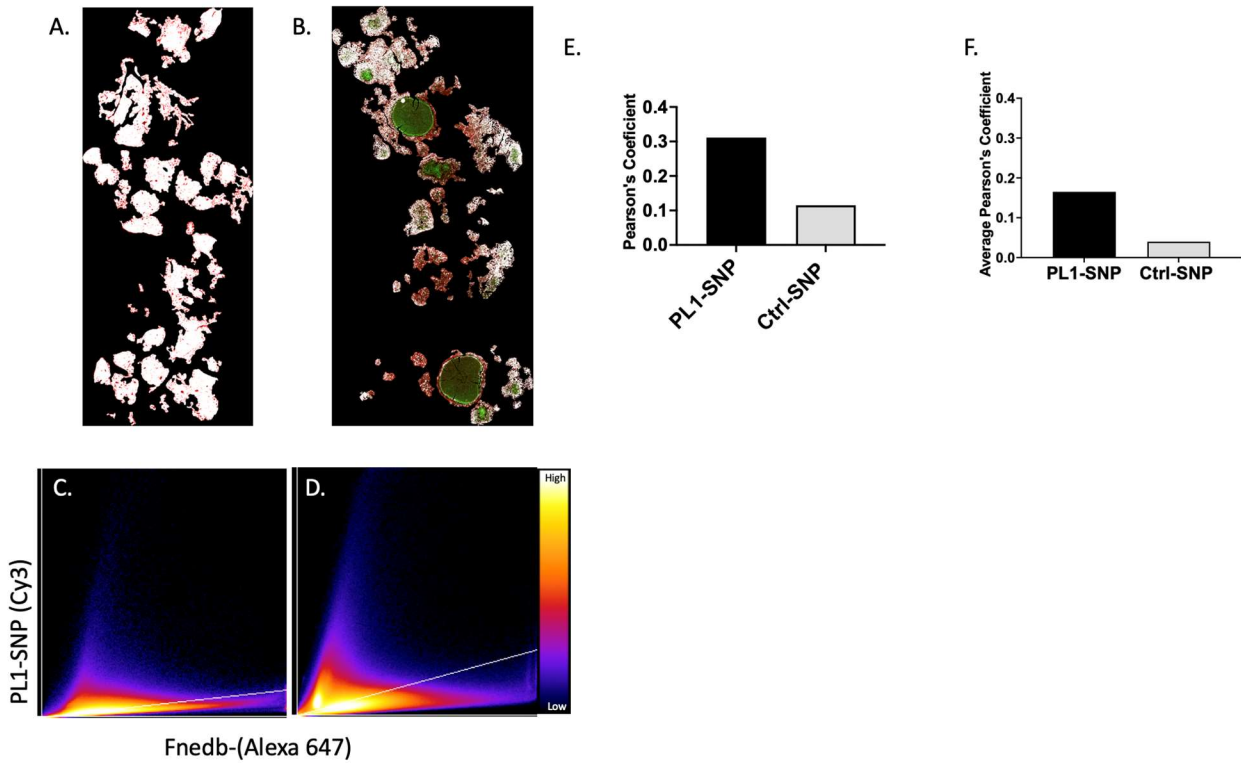 A.
B.
E.
0.4
0.3
0.2
0.1
0.0
Pearson's Coeficient
PL1-SNP
Ctrl-SNP
F.
0.4
0.3
0.2
0.1
0.0
Average Pearson's Coefficient
PL1-SNP
Ctrl-SNP
C.
D.
High
Low
PL1-SNP (Cy3)
Fnedb-(Alexa 647)